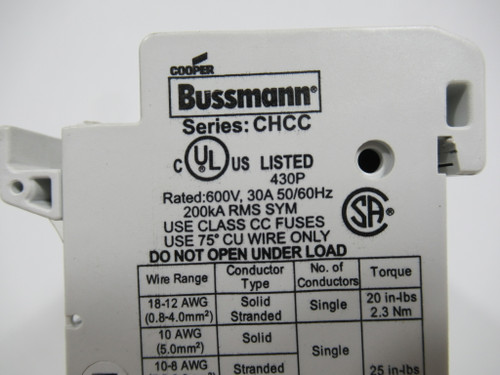 COOPER
Bussmann®
Series: CHCC
C UL US LISTED
430P
Rated:600V, 30A 50/60Hz
200kA RMS SYM
USE CLASS CC FUSES
USE 75° CU WIRE ONLY
DO NOT OPEN UNDER LOAD
SA
Wire Range Conductor Type No. of Conductors Torque
18-12 AWG (0.8-4.0mm²) Solid Stranded Single 20 in-lbs 2.3 Nm
10 AWG (5.0mm²) Solid Single
10-8 AWG Stranded 25 in-lbs